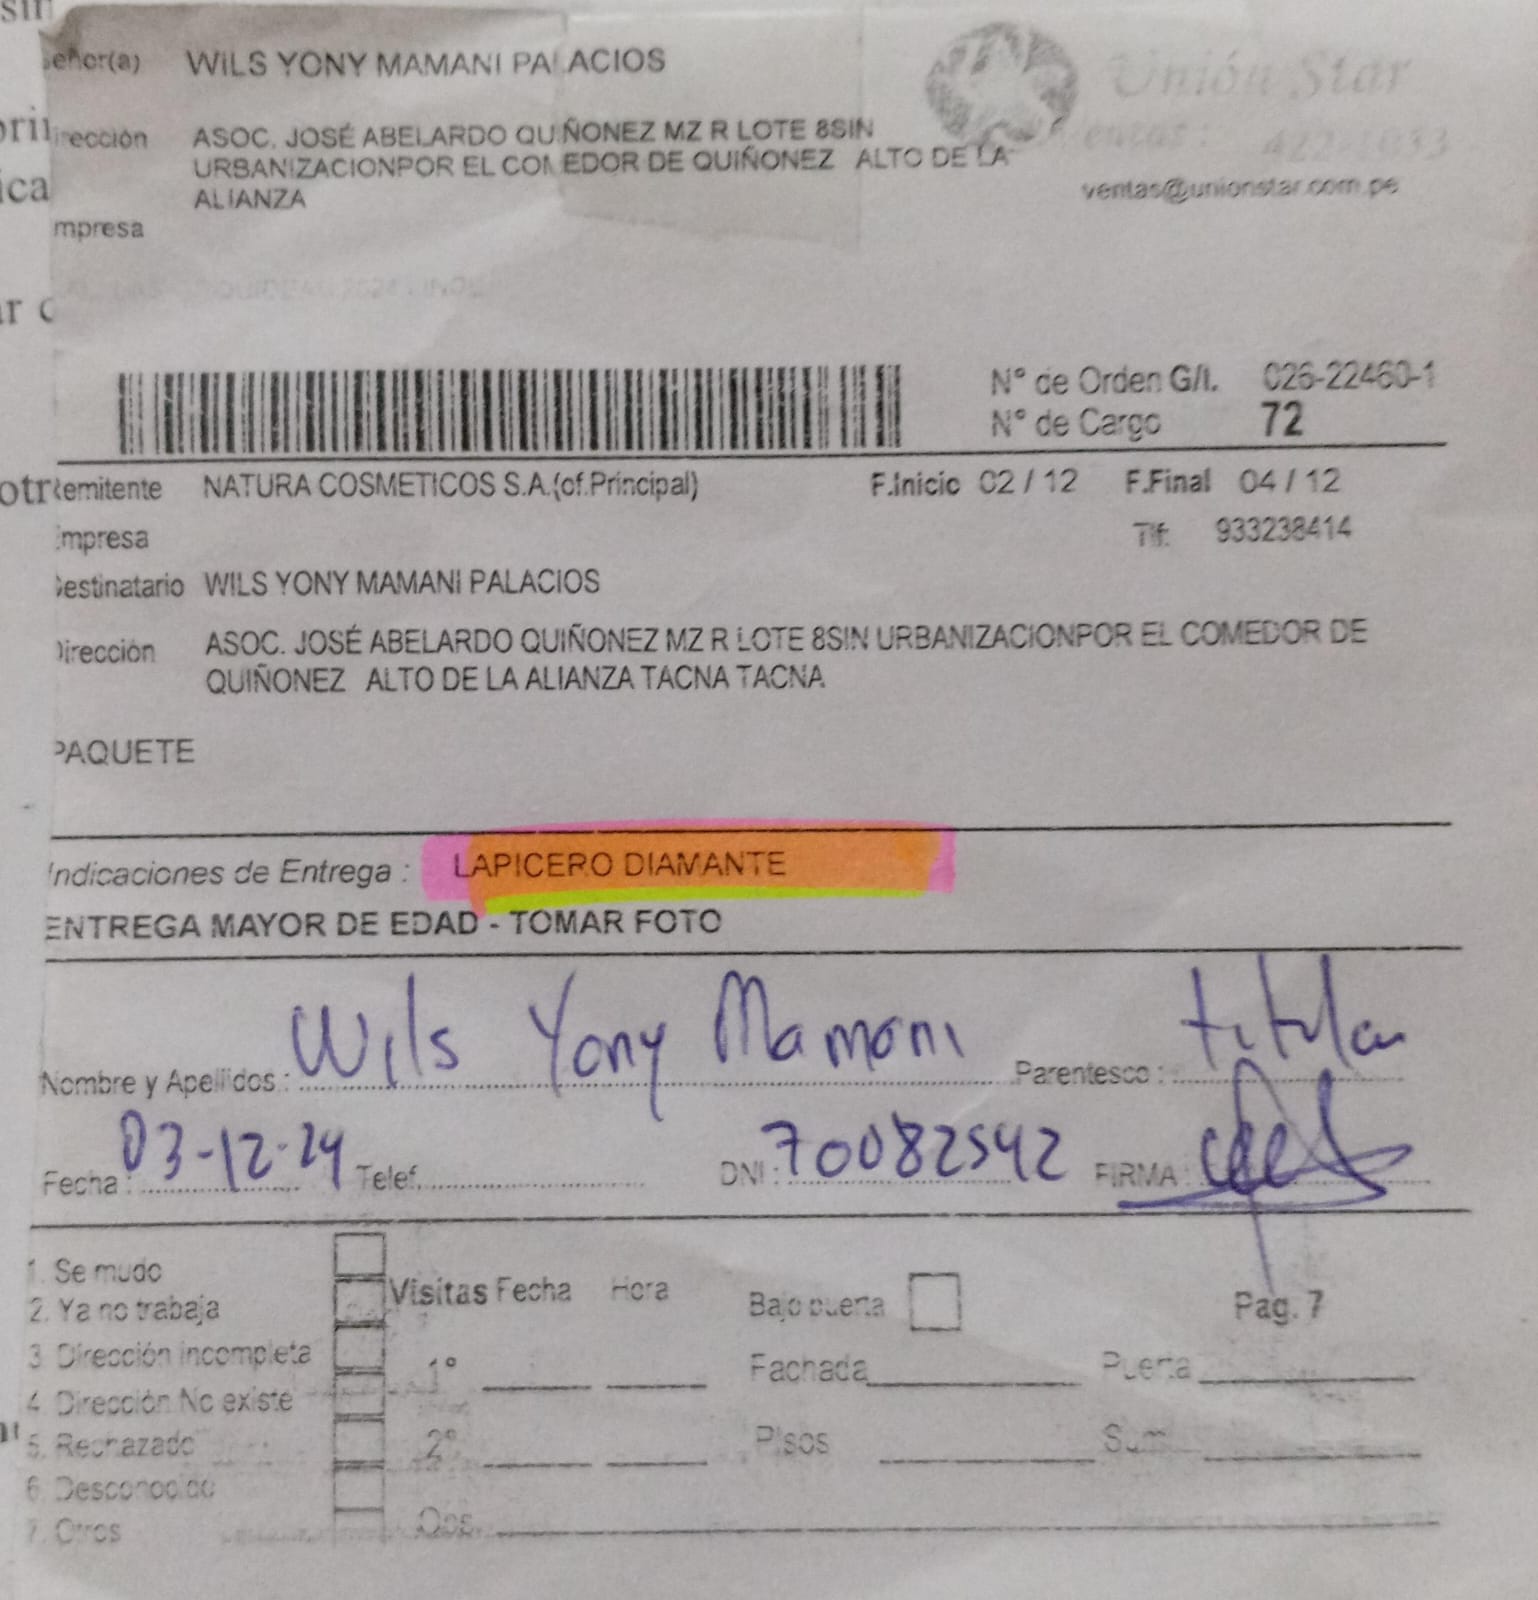 eñor(a) WILS YONY MAMANI PALACIOS
Unión Star
irección ASOC. JOSÉ ABELARDO QUIÑONEZ MZ R LOTE 8SIN
URBANIZACIONPOR EL COMEDOR DE QUIÑONEZ ALTO DE LA
ALIANZA
entas: 422-1033
ventas@unionstar.com.pe
mpresa
N° de Orden G/I. 026-22460-1
N° de Cargo 72
emitente NATURA COSMETICOS S.A.(of.Principal) F.Inicio 02 / 12 F.Final 04 / 12
mpresa Tlf: 933238414
estinatario WILS YONY MAMANI PALACIOS
irección ASOC. JOSÉ ABELARDO QUIÑONEZ MZ R LOTE 8SIN URBANIZACIONPOR EL COMEDOR DE
QUIÑONEZ ALTO DE LA ALIANZA TACNA TACNA
PAQUETE
Indicaciones de Entrega : LAPICERO DIAMANTE
ENTREGA MAYOR DE EDAD - TOMAR FOTO
Nombre y Apellidos : Wils Yony Mamani Parentesco : titular
Fecha : 03-12-24 Telef. DNI : 70082542 FIRMA :
1. Se mudo
2. Ya no trabaja
3. Dirección incompleta
4. Dirección No existe
5. Rechazado
6. Desconocido
7. Otros
Visitas Fecha Hora
1°
2°
Obs.
Bajo puerta
Fachada
Pisos
Pag. 7
Puerta
Sum.